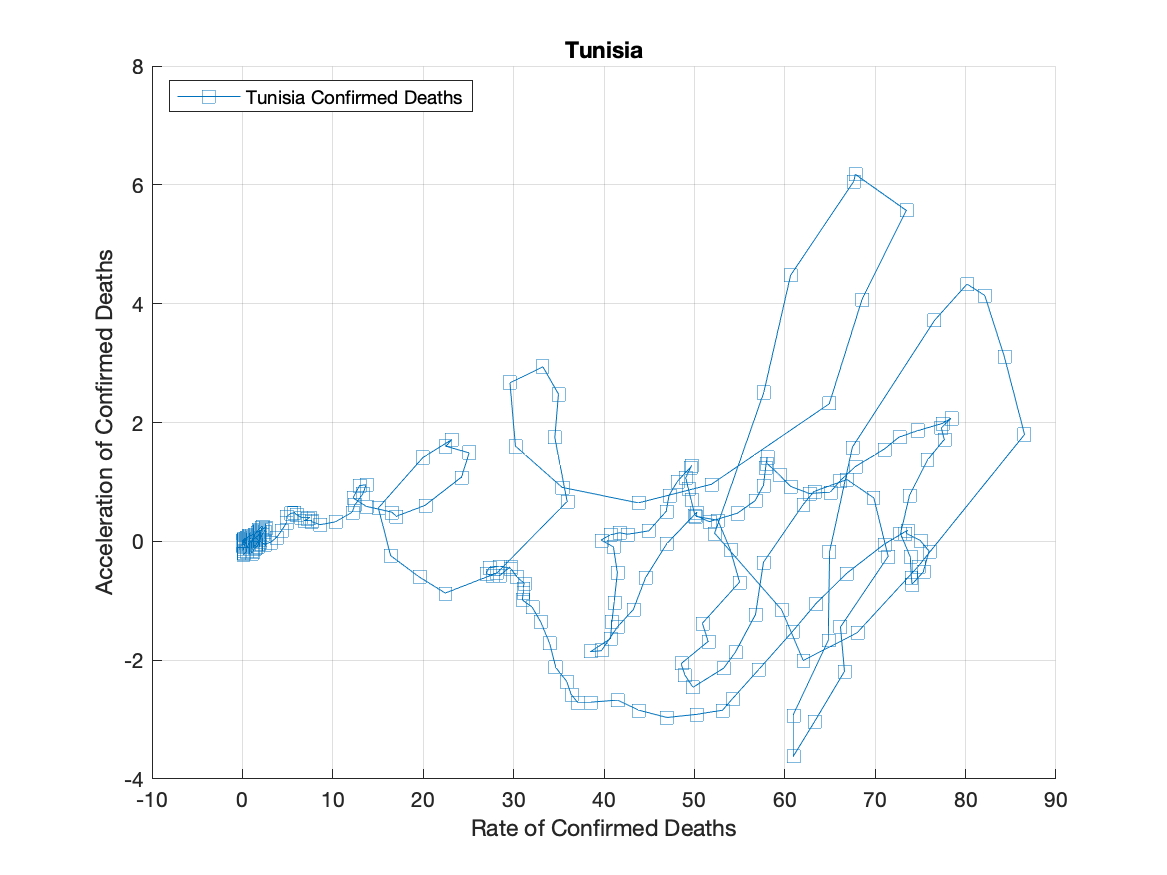 Tunisia
Tunisia Confirmed Deaths
Acceleration of Confirmed Deaths
8
6
4
2
0
-2
-4
-10 0 10 20 30 40 50 60 70 80 90
Rate of Confirmed Deaths